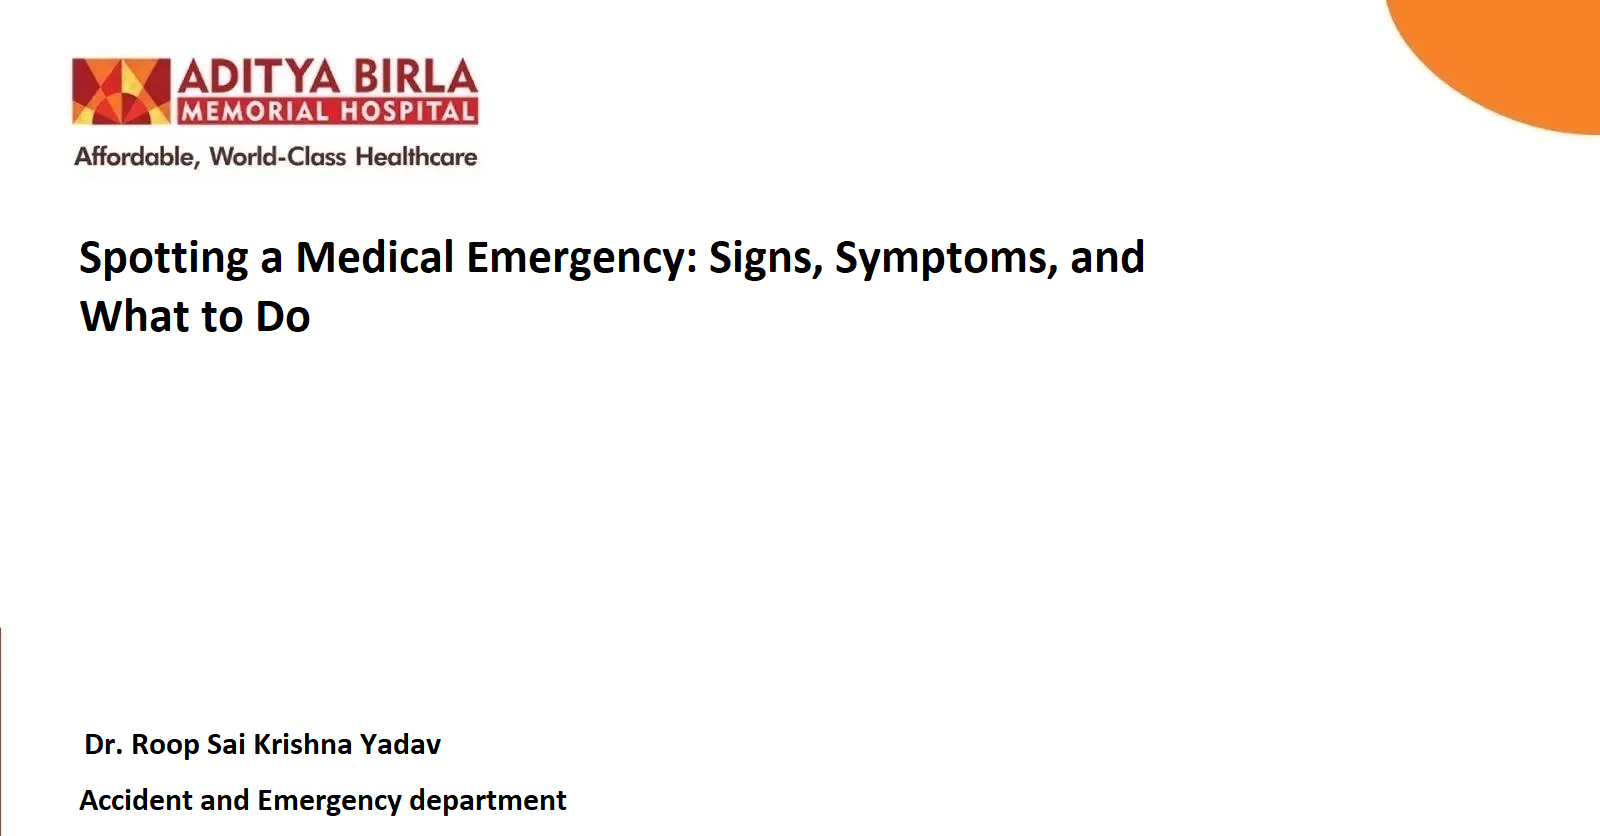 ADITYA BIRLA
MEMORIAL HOSPITAL
Affordable, World-Class Healthcare
Spotting a Medical Emergency: Signs, Symptoms, and
What to Do
Dr. Roop Sai Krishna Yadav
Accident and Emergency department